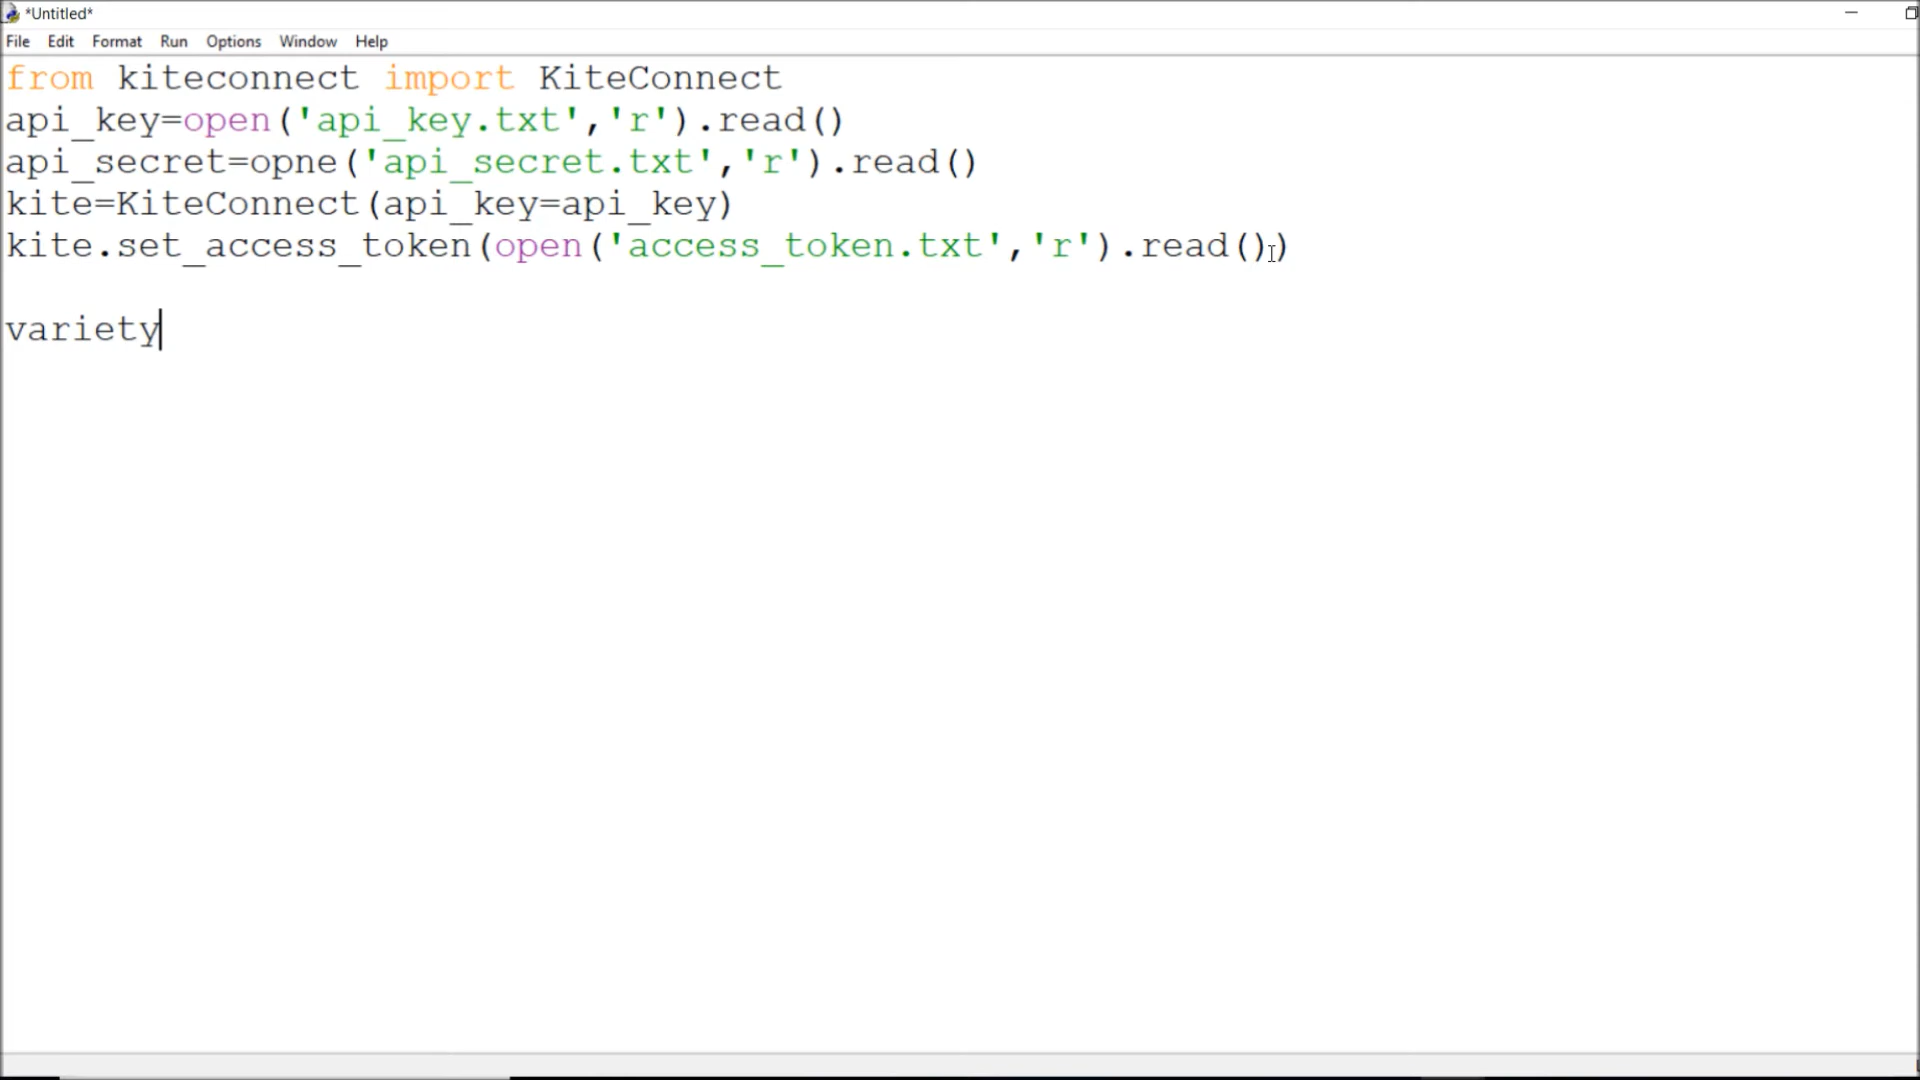 *Untitled*
File Edit Format Run Options Window Help
from kiteconnect import KiteConnect
api_key=open('api_key.txt','r').read()
api_secret=opne('api_secret.txt','r').read()
kite=KiteConnect(api_key=api_key)
kite.set_access_token(open('access_token.txt','r').read())
variety